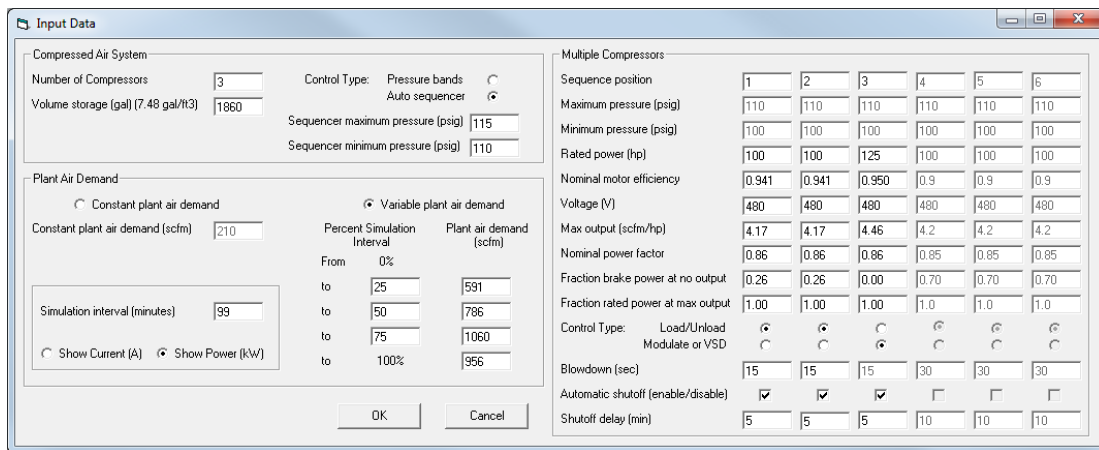 Input Data
Compressed Air System
Number of Compressors 3
Volume storage (gal) (7.48 gal/ft3) 1860
Control Type: Pressure bands
Auto sequencer
Sequencer maximum pressure (psig) 115
Sequencer minimum pressure (psig) 110
Plant Air Demand
Constant plant air demand
Variable plant air demand
Constant plant air demand (scfm) 210
Percent Simulation Interval
Plant air demand (scfm)
From 0%
to 25 591
to 50 786
to 75 1060
to 100% 956
Simulation interval (minutes) 99
Show Current (A) Show Power (kW)
OK Cancel
Multiple Compressors
Sequence position 1 2 3 4 5 6
Maximum pressure (psig) 110 110 110 110 110 110
Minimum pressure (psig) 100 100 100 100 100 100
Rated power (hp) 100 100 125 100 100 100
Nominal motor efficiency 0.941 0.941 0.950 0.9 0.9 0.9
Voltage (V) 480 480 480 480 480 480
Max output (scfm/hp) 4.17 4.17 4.46 4.2 4.2 4.2
Nominal power factor 0.86 0.86 0.86 0.85 0.85 0.85
Fraction brake power at no output 0.26 0.26 0.00 0.70 0.70 0.70
Fraction rated power at max output 1.00 1.00 1.00 1.0 1.0 1.0
Control Type: Load/Unload
Modulate or VSD
Blowdown (sec) 15 15 15 30 30 30
Automatic shutoff (enable/disable)
Shutoff delay (min) 5 5 5 10 10 10